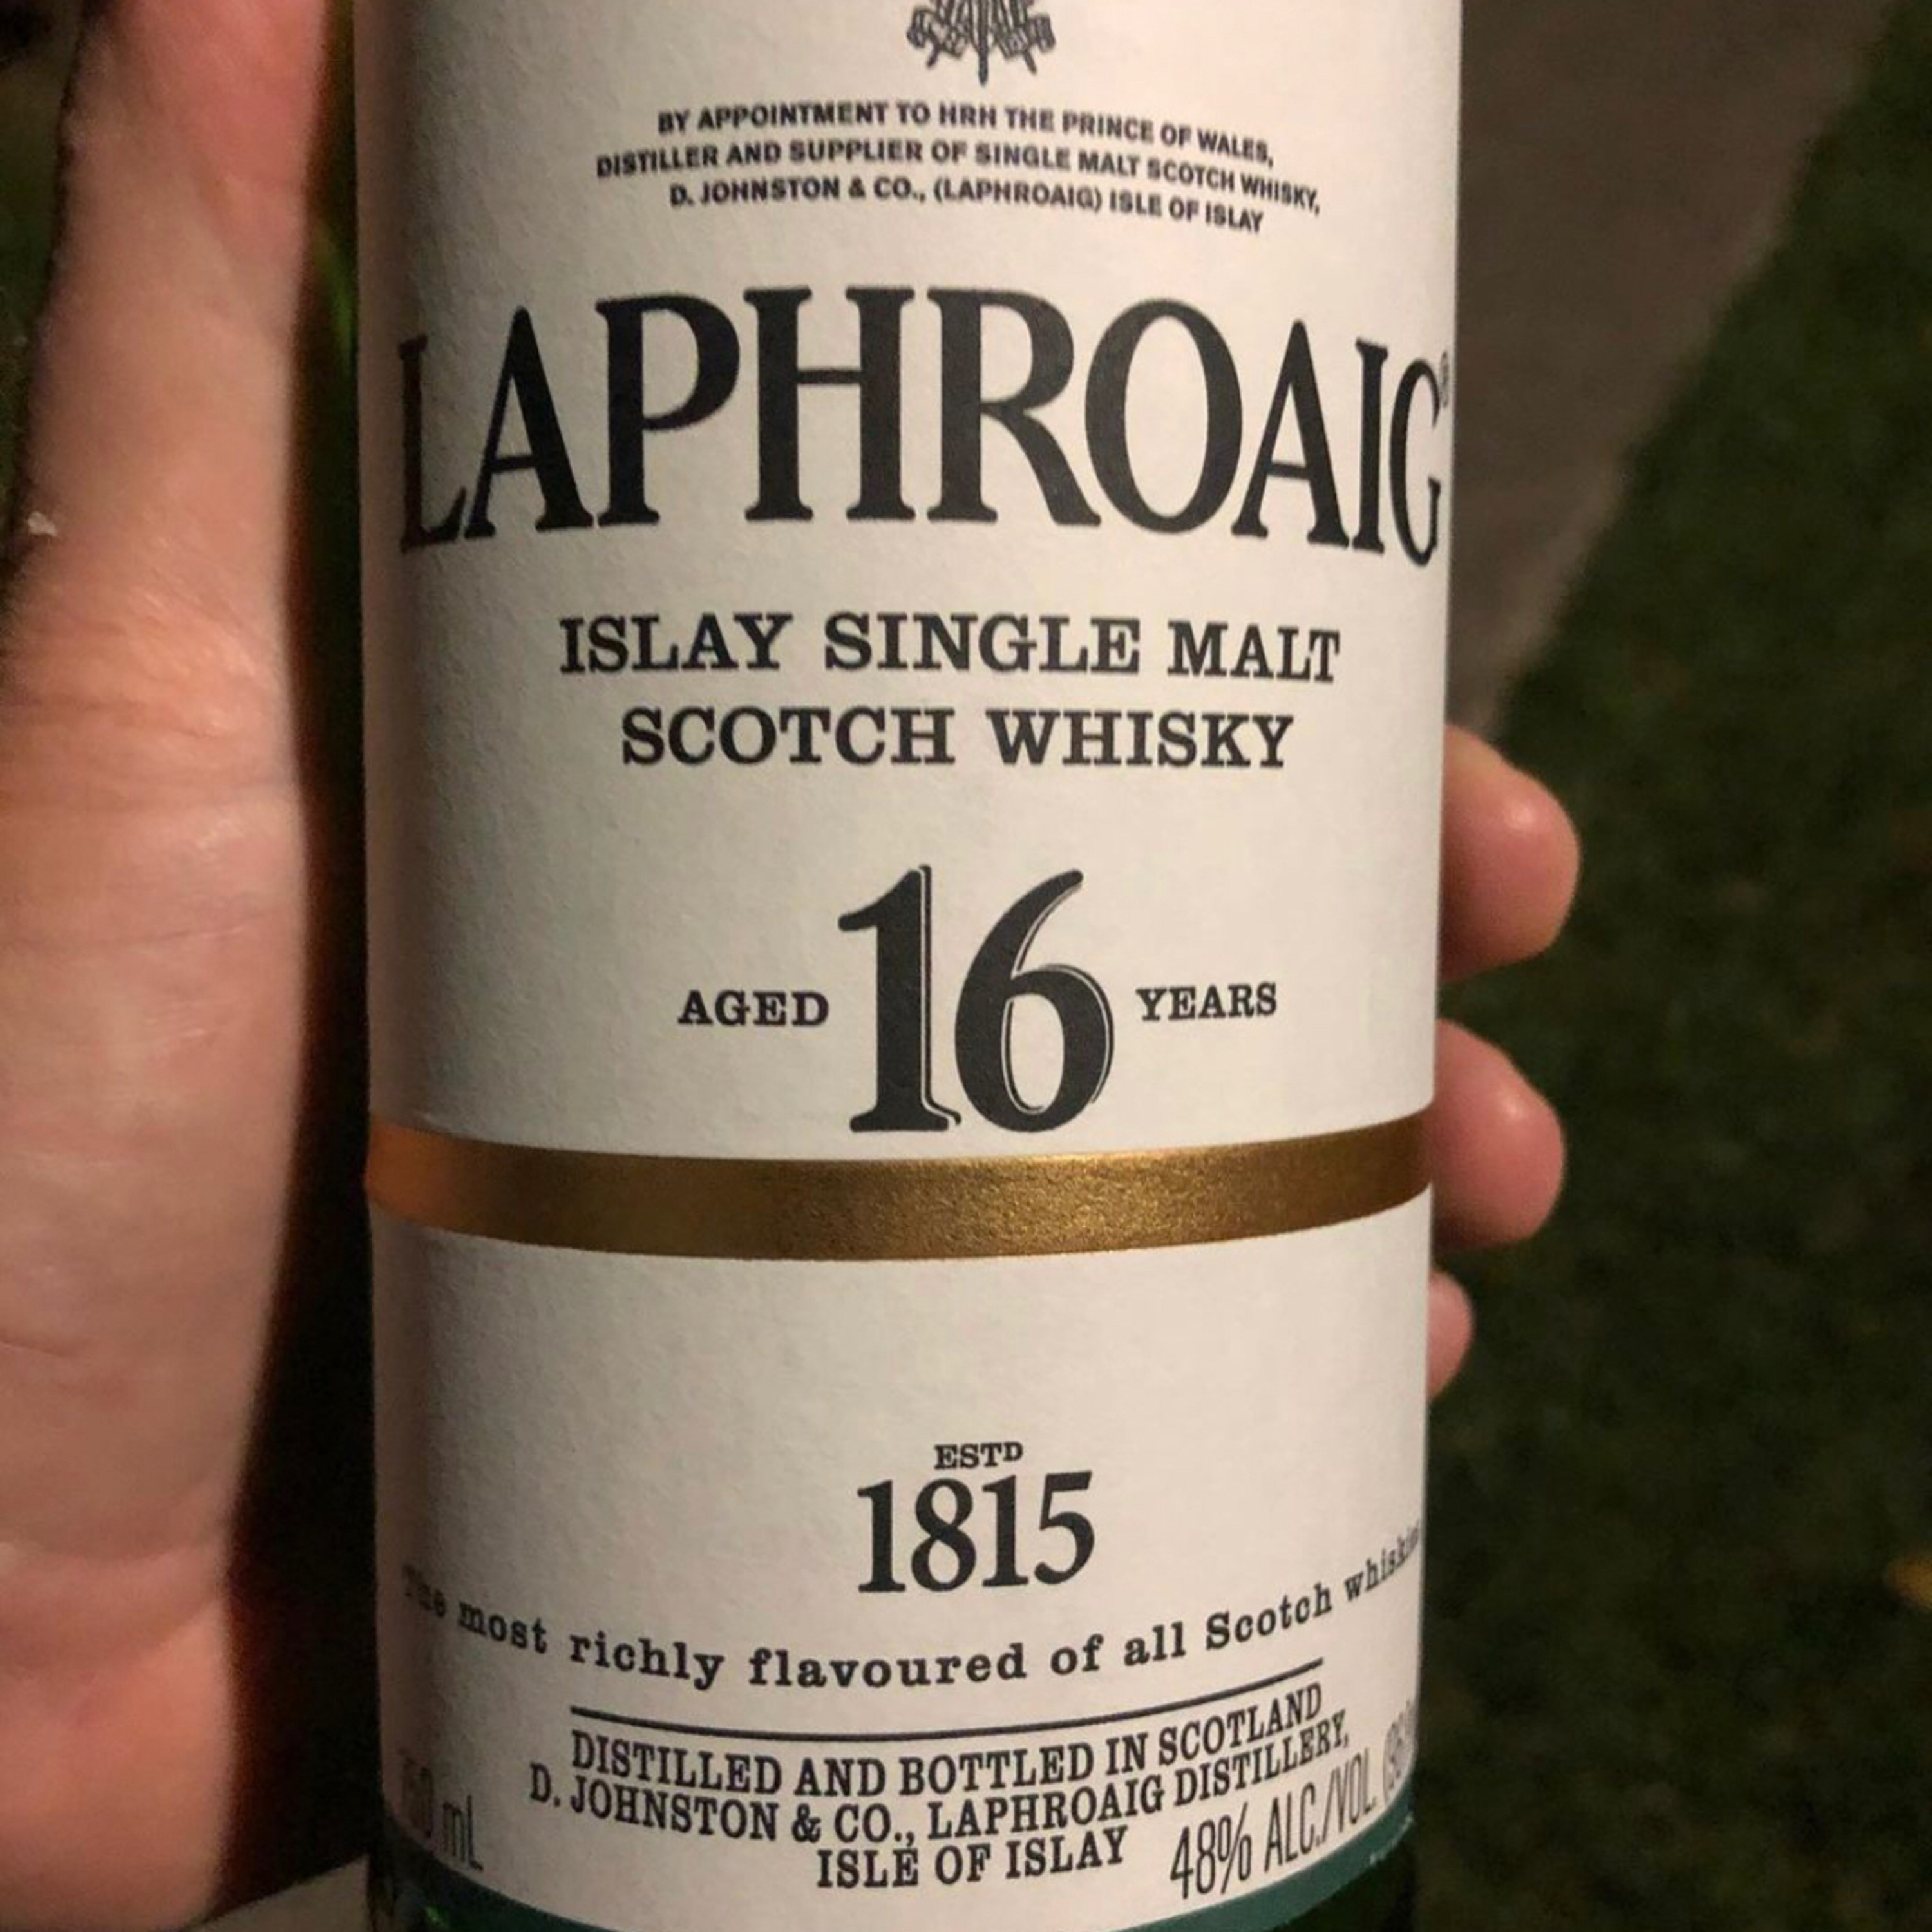 BY APPOINTMENT TO HRH THE PRINCE OF WALES,
DISTILLER AND SUPPLIER OF SINGLE MALT SCOTCH WHISKY,
D. JOHNSTON & CO., (LAPHROAIG) ISLE OF ISLAY
LAPHROAIG®
ISLAY SINGLE MALT
SCOTCH WHISKY
AGED 16 YEARS
ESTD
1815
The most richly flavoured of all Scotch
DISTILLED AND BOTTLED IN SCOTLAND
D. JOHNSTON & CO., LAPHROAIG DISTILLERY,
ISLE OF ISLAY
mL
48% ALC./VOL.